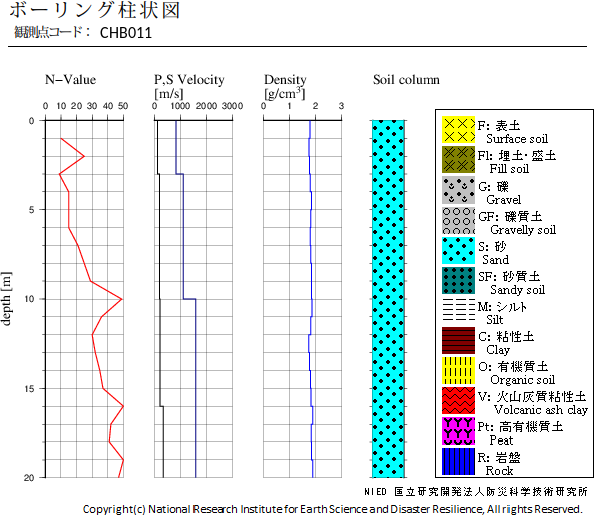 ボーリング柱状図
観測点コード： CHB011
N−Value
P,S Velocity
[m/s]
Density
[g/cm3]
Soil column
0 10 20 30 40 50
0 1000 2000 3000
0 1 2 3
0
5
10
15
20
depth [m]
F: 表土
Surface soil
Fl: 埋土・盛土
Fill soil
G: 礫
Gravel
GF: 礫質土
Gravelly soil
S: 砂
Sand
SF: 砂質土
Sandy soil
M: シルト
Silt
C: 粘性土
Clay
O: 有機質土
Organic soil
V: 火山灰質粘性土
Volcanic ash clay
Pt: 高有機質土
Peat
R: 岩盤
Rock
NIED 国立研究開発法人防災科学技術研究所
Copyright(c) National Research Institute for Earth Science and Disaster Resilience, All rights Reserved.